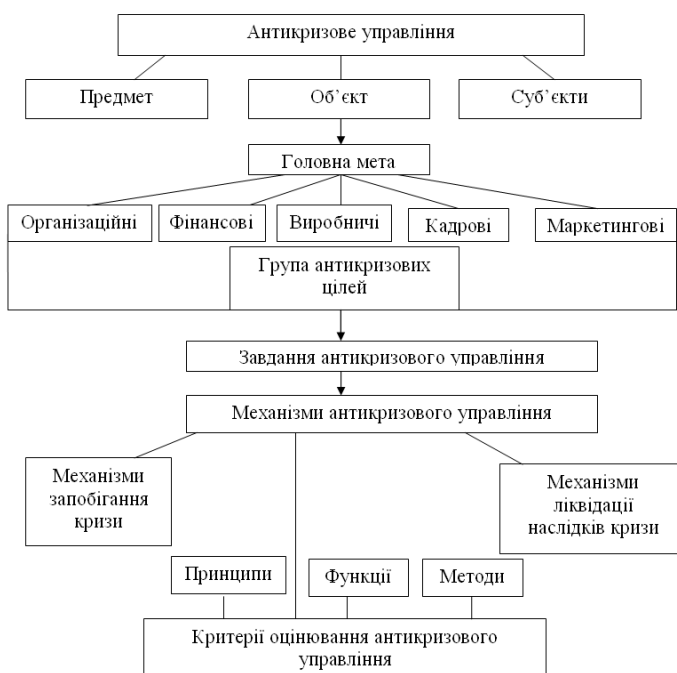 Антикризове управління
Предмет
Об’єкт
Суб’єкти
Головна мета
Організаційні
Фінансові
Виробничі
Кадрові
Маркетингові
Група антикризових
цілей
Завдання антикризового управління
Механізми антикризового управління
Механізми
запобігання
кризи
Механізми
ліквідації
наслідків кризи
Принципи
Функції
Методи
Критерії оцінювання антикризового
управління